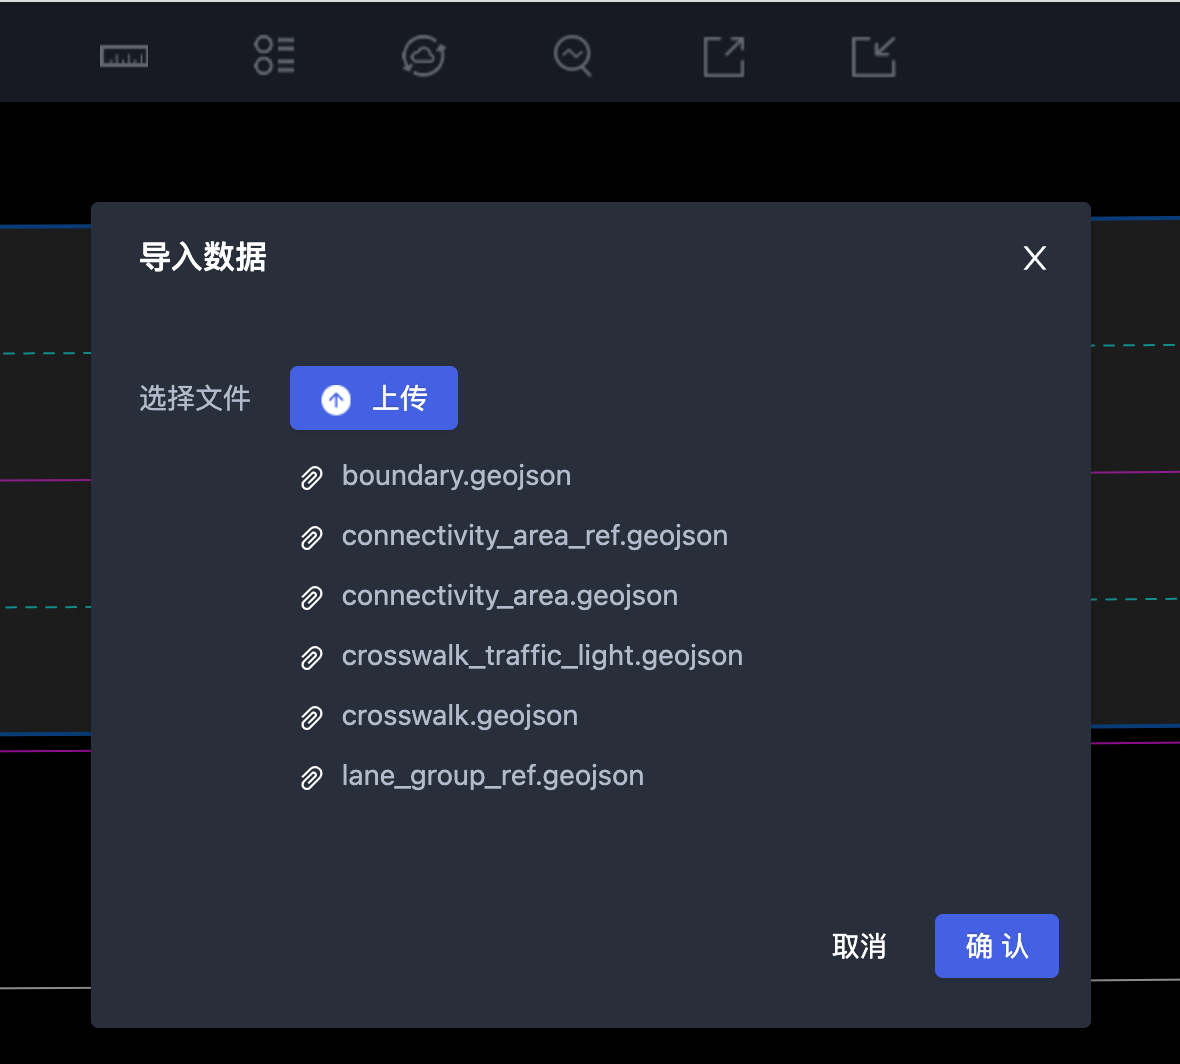 导入数据
选择文件
上传
boundary.geojson
connectivity_area_ref.geojson
connectivity_area.geojson
crosswalk_traffic_light.geojson
crosswalk.geojson
lane_group_ref.geojson
取消
确 认